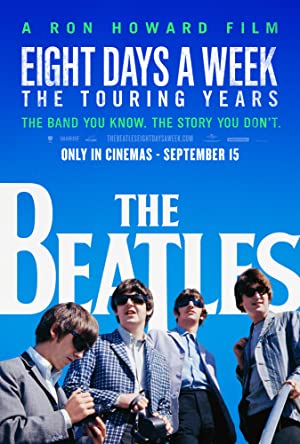 A RON HOWARD FILM
EIGHT DAYS A WEEK
THE TOURING YEARS
THE BAND YOU KNOW. THE STORY YOU DON'T.
THEBEATLESEIGHTDAYSAWEEK.COM
ONLY IN CINEMAS - SEPTEMBER 15
THE
BEATLES